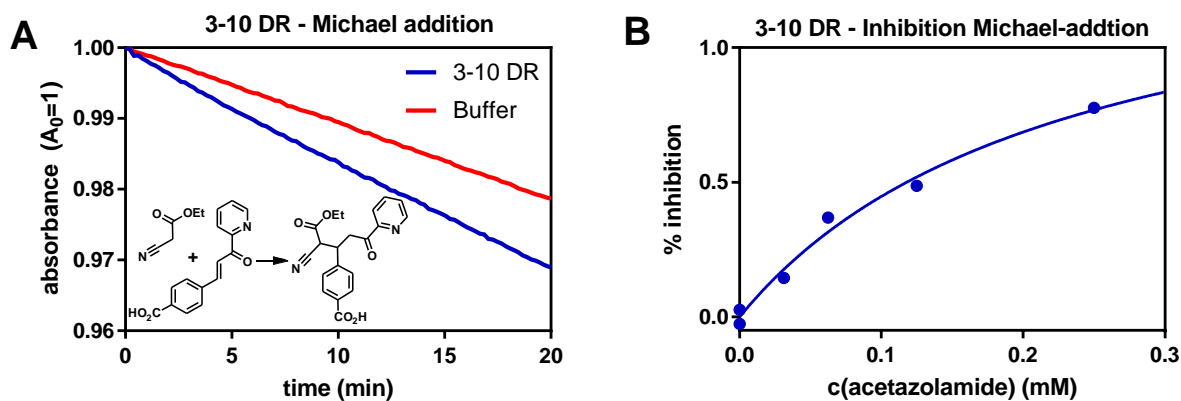 A
3-10 DR - Michael addition
absorbance (A0=1)
1.00
0.99
0.98
0.97
0.96
3-10 DR
Buffer
OEt
O
N
+
N
O
HO2C
OEt
O
N
O
N
CO2H
0
5
10
15
20
time (min)
B
3-10 DR - Inhibition Michael-addtion
% inhibition
1.0
0.5
0.0
0.0
0.1
0.2
0.3
c(acetazolamide) (mM)